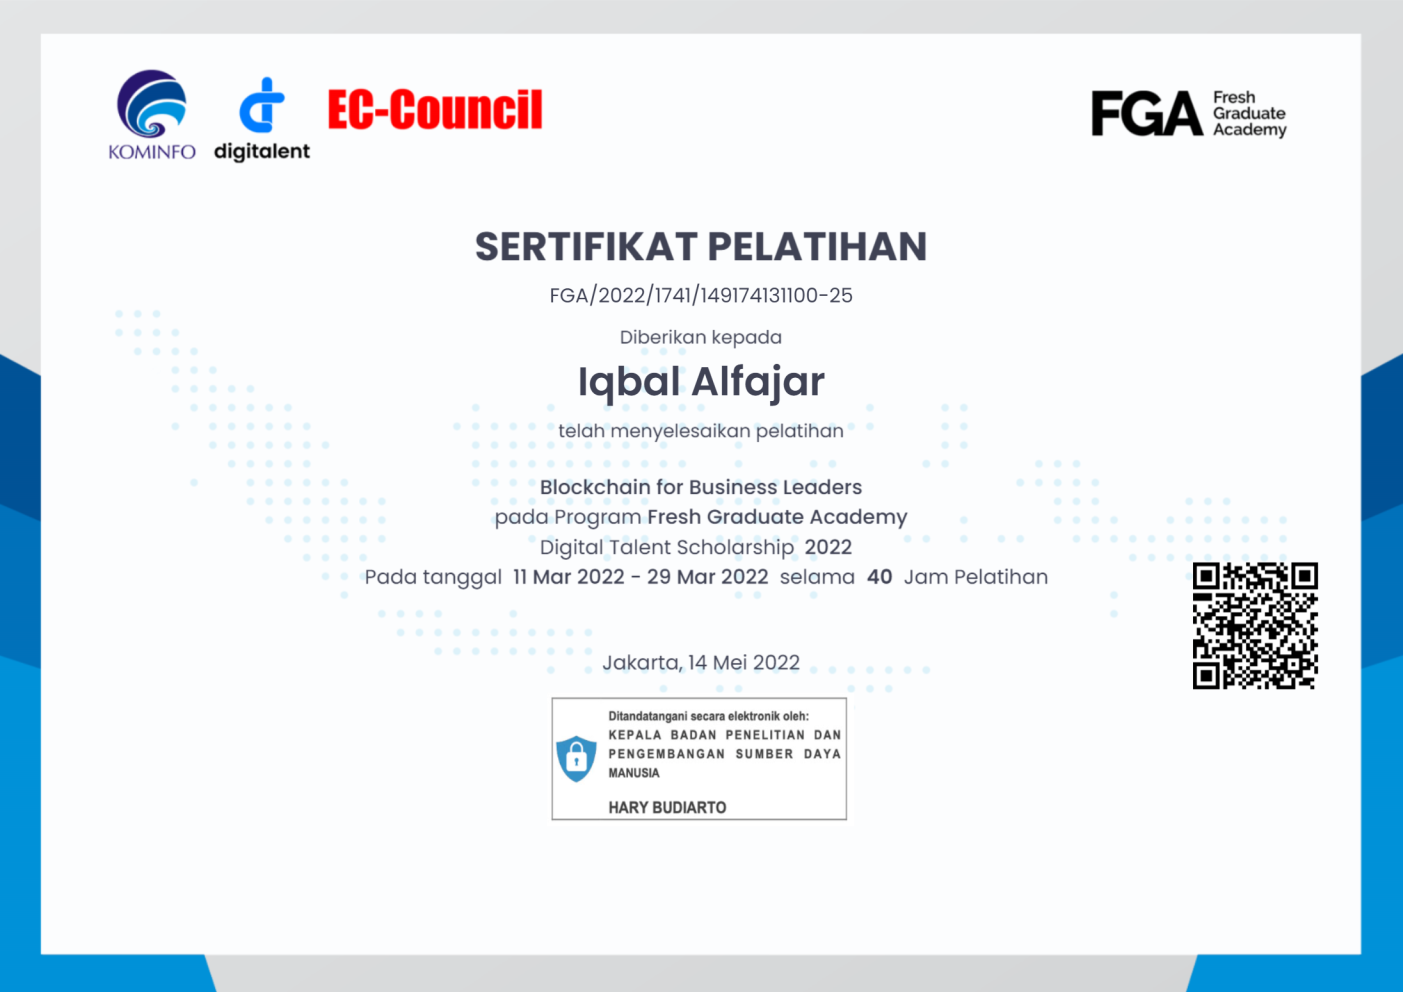 KOMINFO
digitalent
EC-Council
FGA
Fresh
Graduate
Academy
SERTIFIKAT PELATIHAN
FGA/2022/1741/149174131100-25
Diberikan kepada
Iqbal Alfajar
telah menyelesaikan pelatihan
Blockchain for Business Leaders
pada Program Fresh Graduate Academy
Digital Talent Scholarship 2022
Pada tanggal 11 Mar 2022 - 29 Mar 2022 selama 40 Jam Pelatihan
Jakarta, 14 Mei 2022
Ditandatangani secara elektronik oleh:
KEPALA BADAN PENELITIAN DAN
PENGEMBANGAN SUMBER DAYA
MANUSIA
HARY BUDIARTO